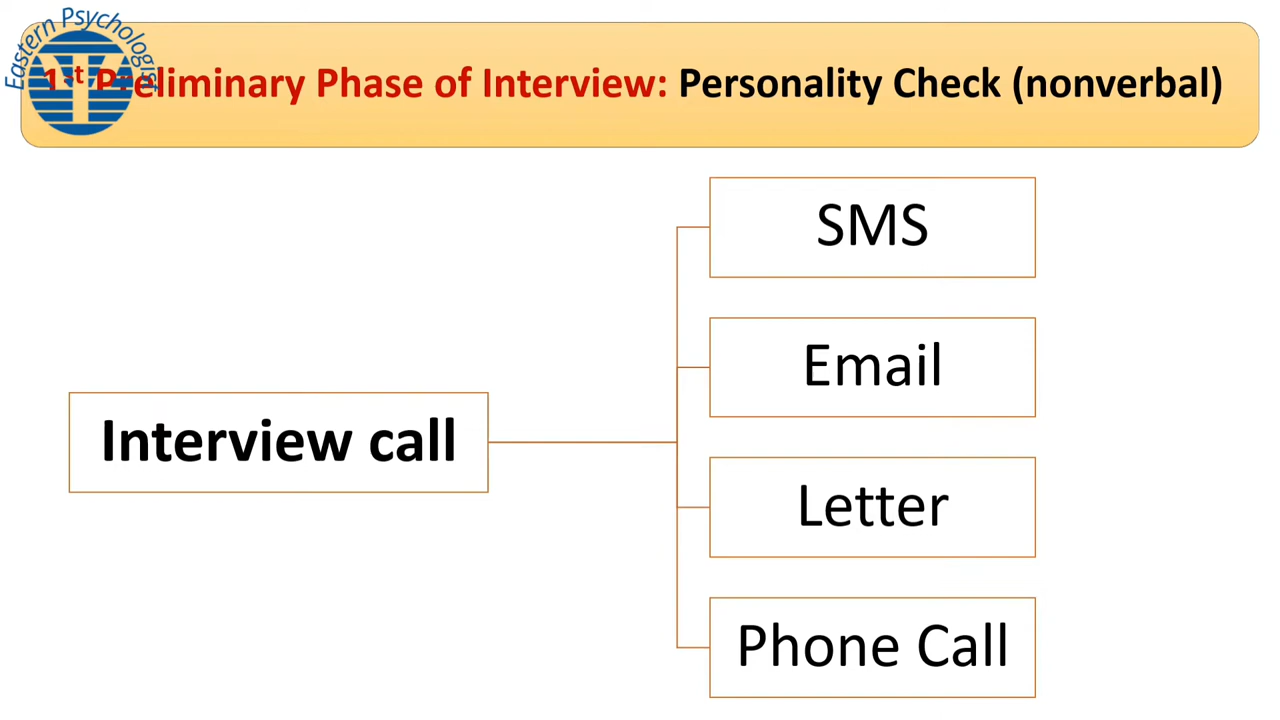 Eastern Psychologist
1st Preliminary Phase of Interview: Personality Check (nonverbal)
SMS
Email
Interview call
Letter
Phone Call